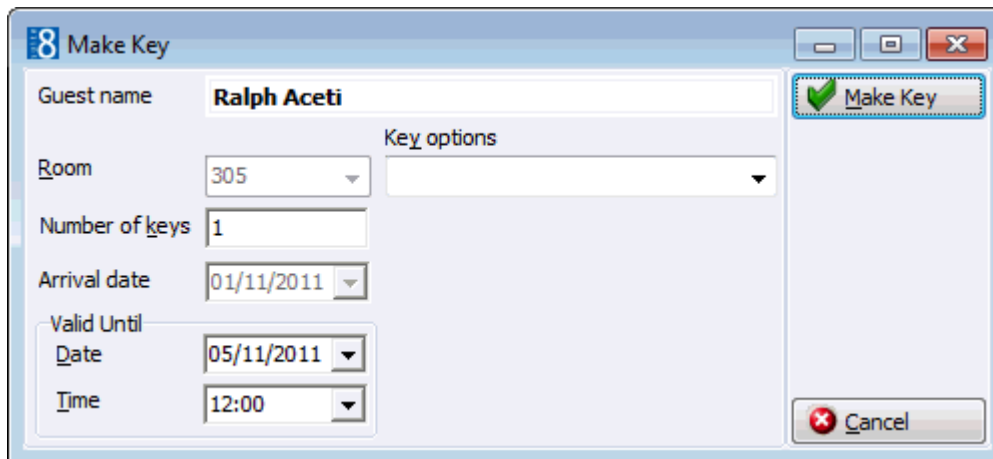 8 Make Key
Guest name Ralph Aceti
Make Key
Key options
Room 305
Number of keys 1
Arrival date 01/11/2011
Valid Until
Date 05/11/2011
Time 12:00
Cancel